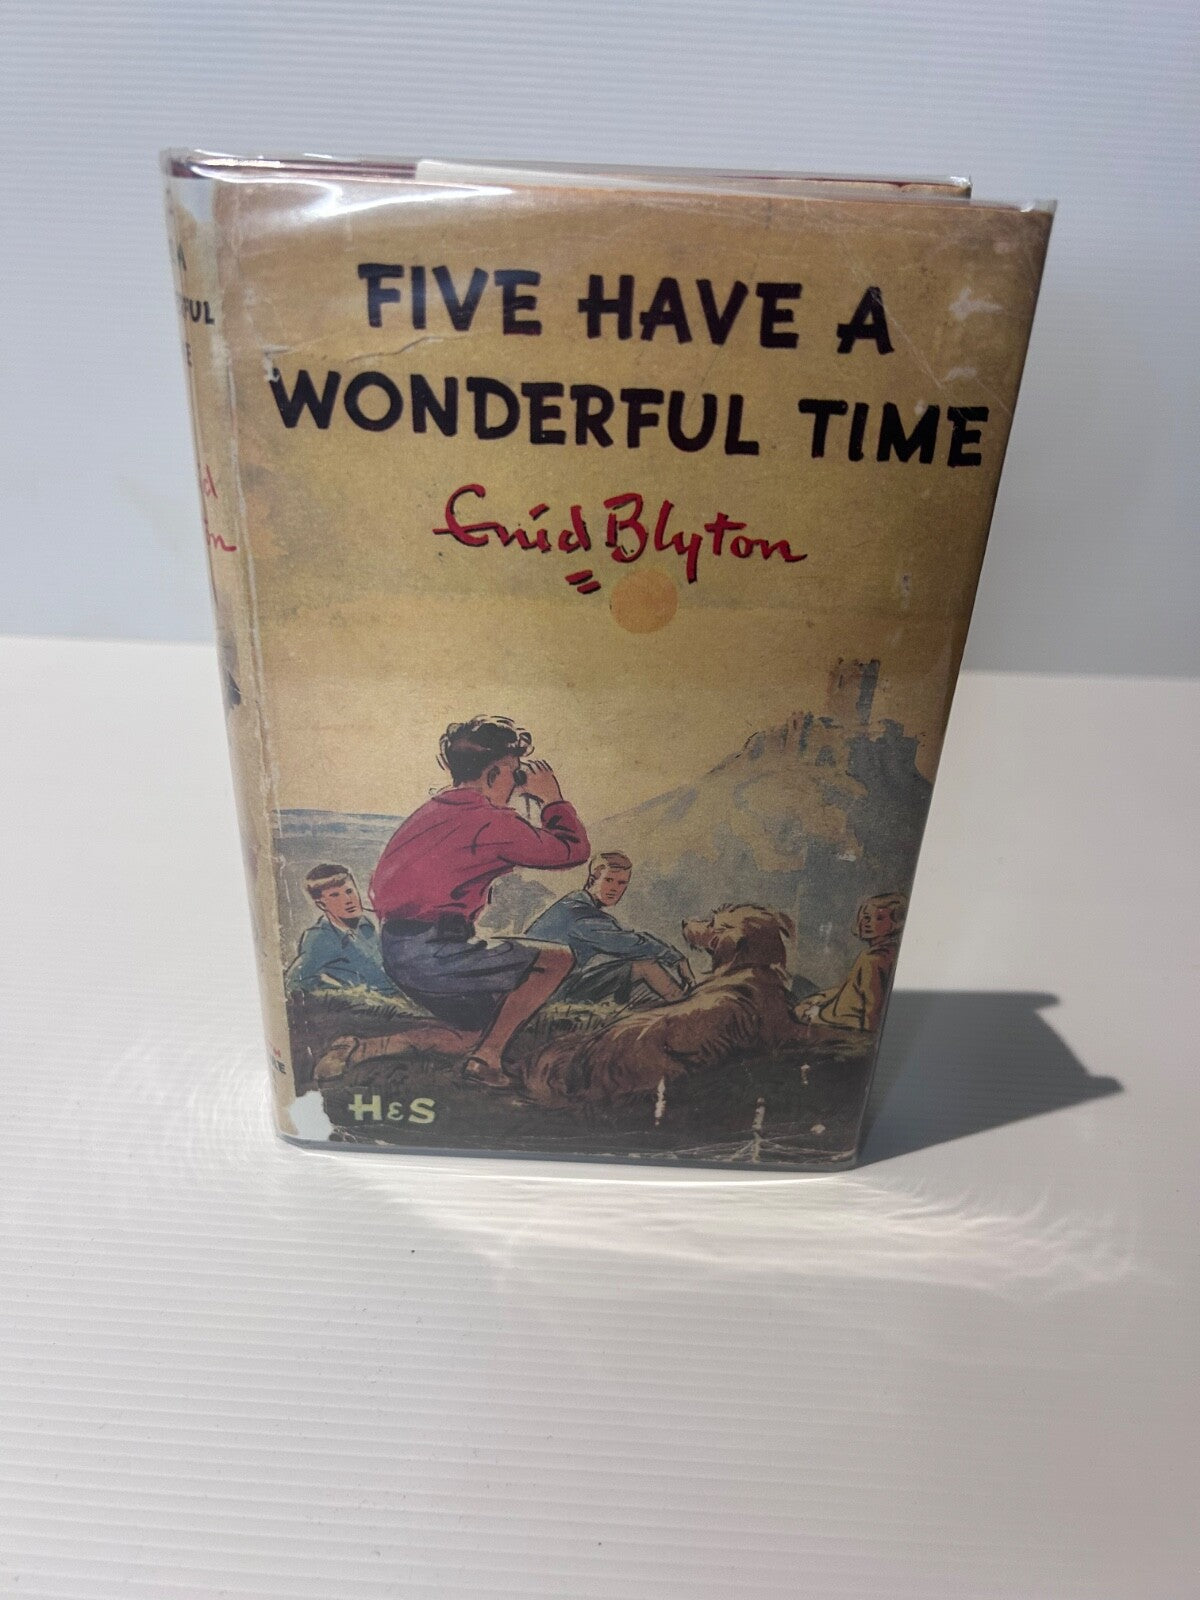 FIVE HAVE A
WONDERFUL TIME
Enid Blyton
H&S
A